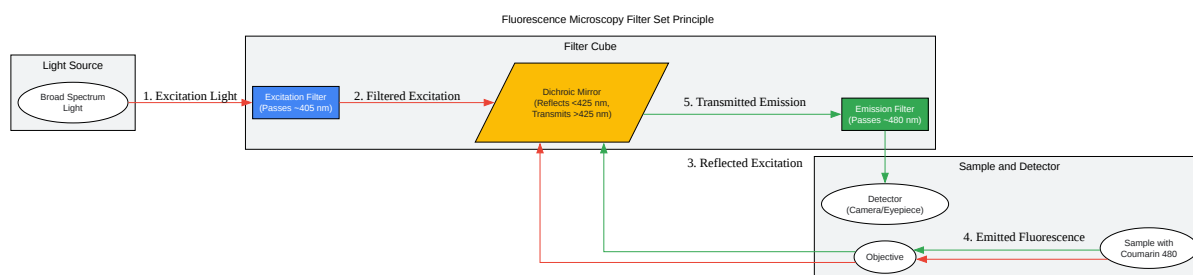 Fluorescence Microscopy Filter Set Principle
Filter Cube
Light Source
Broad Spectrum
Light
1. Excitation Light
Excitation Filter
(Passes ~405 nm)
2. Filtered Excitation
Dichroic Mirror
(Reflects <425 nm,
Transmits >425 nm)
5. Transmitted Emission
Emission Filter
(Passes ~480 nm)
3. Reflected Excitation
Sample and Detector
Detector
(Camera/Eyepiece)
4. Emitted Fluorescence
Objective
Sample with
Coumarin 480